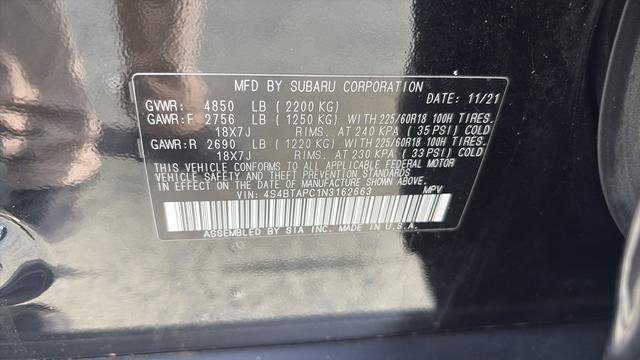 MFD BY SUBARU CORPORATION
DATE: 11/21
GVWR: 4850 LB (2200 KG)
GAWR:F 2756 LB (1250 KG) WITH 225/60R18 100H TIRES.
18X7J RIMS. AT 240 KPA (35 PSI) COLD
GAWR:R 2690 LB (1220 KG) WITH 225/60R18 100H TIRES.
18X7J RIMS. AT 230 KPA (33 PSI) COLD
THIS VEHICLE CONFORMS TO ALL APPLICABLE FEDERAL MOTOR
VEHICLE SAFETY AND THEFT PREVENTION STANDARDS
IN EFFECT ON THE DATE OF MANUFACTURE SHOWN ABOVE.
VIN: 4S4BTAPC1N3162663 MPV
ASSEMBLED BY SIA INC. MADE IN U.S.A.